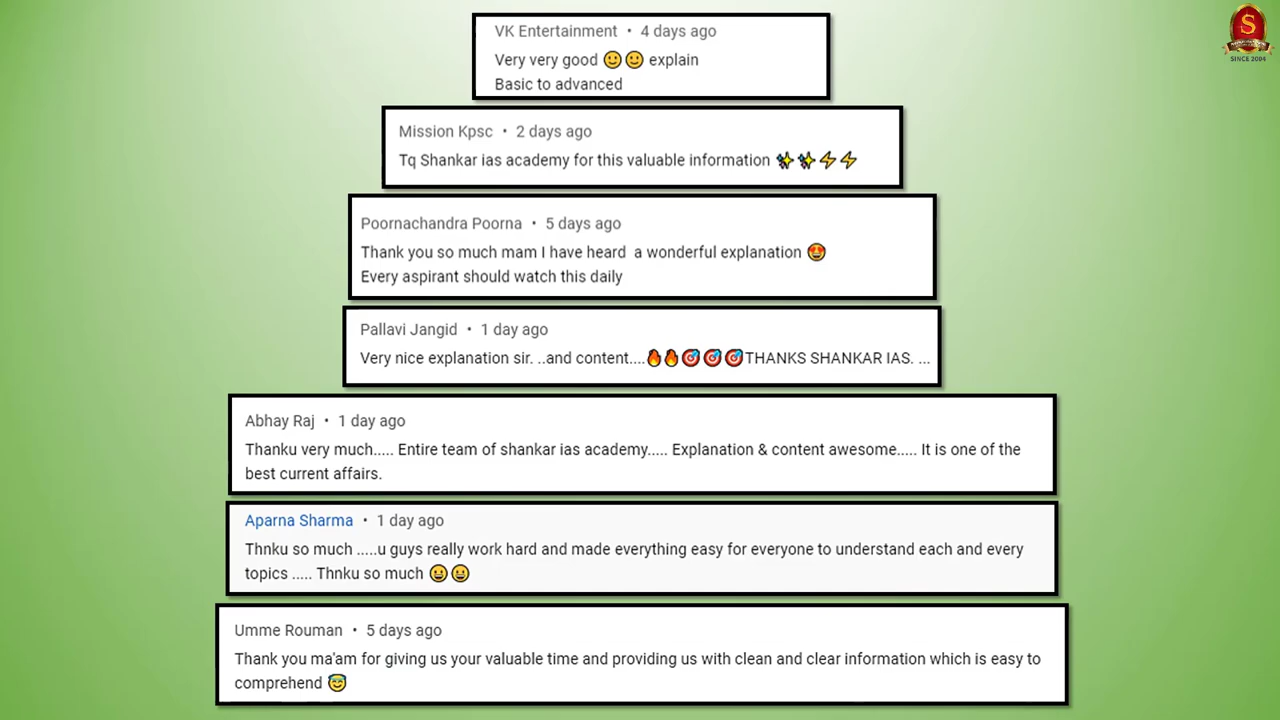 VK Entertainment • 4 days ago
Very very good 🙂🙂 explain
Basic to advanced
Mission Kpsc • 2 days ago
Tq Shankar ias academy for this valuable information ✨✨⚡⚡
Poornachandra Poorna • 5 days ago
Thank you so much mam I have heard a wonderful explanation 🤩
Every aspirant should watch this daily
Pallavi Jangid • 1 day ago
Very nice explanation sir. ..and content....🔥🔥🎯🎯🎯THANKS SHANKAR IAS. ...
Abhay Raj • 1 day ago
Thanku very much..... Entire team of shankar ias academy..... Explanation & content awesome..... It is one of the
best current affairs.
Aparna Sharma • 1 day ago
Thnku so much .....u guys really work hard and made everything easy for everyone to understand each and every
topics ..... Thnku so much 😀😀
Umme Rouman • 5 days ago
Thank you ma'am for giving us your valuable time and providing us with clean and clear information which is easy to
comprehend 😇
S
SINCE 2004